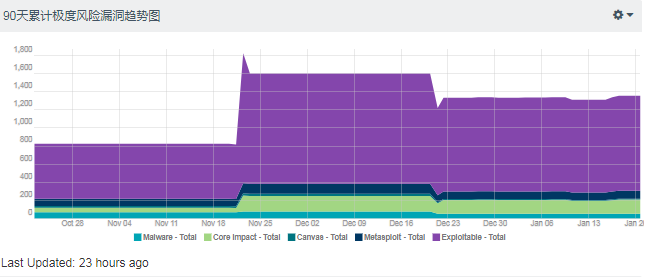 90天累计极度风险漏洞趋势图
1,800
1,600
1,400
1,200
1,000
800
600
400
200
0
Oct 28 Nov 04 Nov 11 Nov 18 Nov 25 Dec 02 Dec 09 Dec 16 Dec 23 Dec 30 Jan 06 Jan 13 Jan 20
Malware - Total Core Impact - Total Canvas - Total Metasploit - Total Exploitable - Total
Last Updated: 23 hours ago